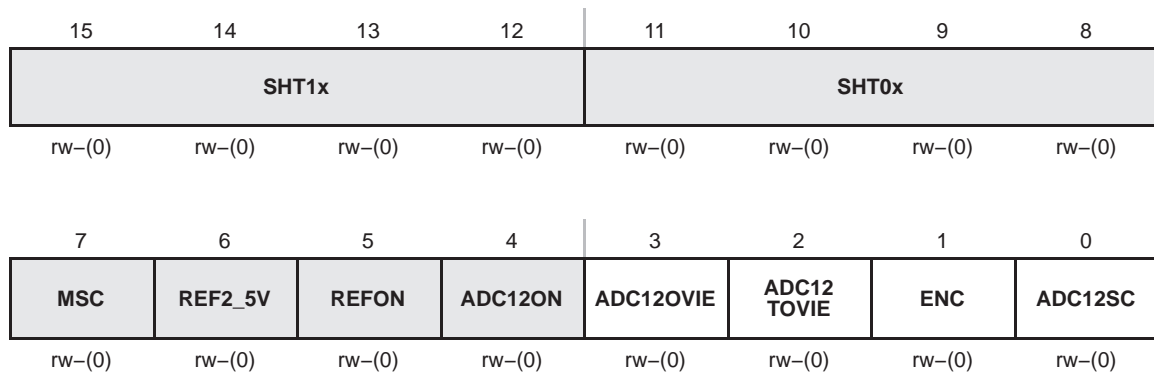 15 14 13 12 11 10 9 8
SHT1x SHT0x
rw−(0) rw−(0) rw−(0) rw−(0) rw−(0) rw−(0) rw−(0) rw−(0)
7 6 5 4 3 2 1 0
MSC REF2_5V REFON ADC12ON ADC12OVIE ADC12 TOVIE ENC ADC12SC
rw−(0) rw−(0) rw−(0) rw−(0) rw−(0) rw−(0) rw−(0) rw−(0)